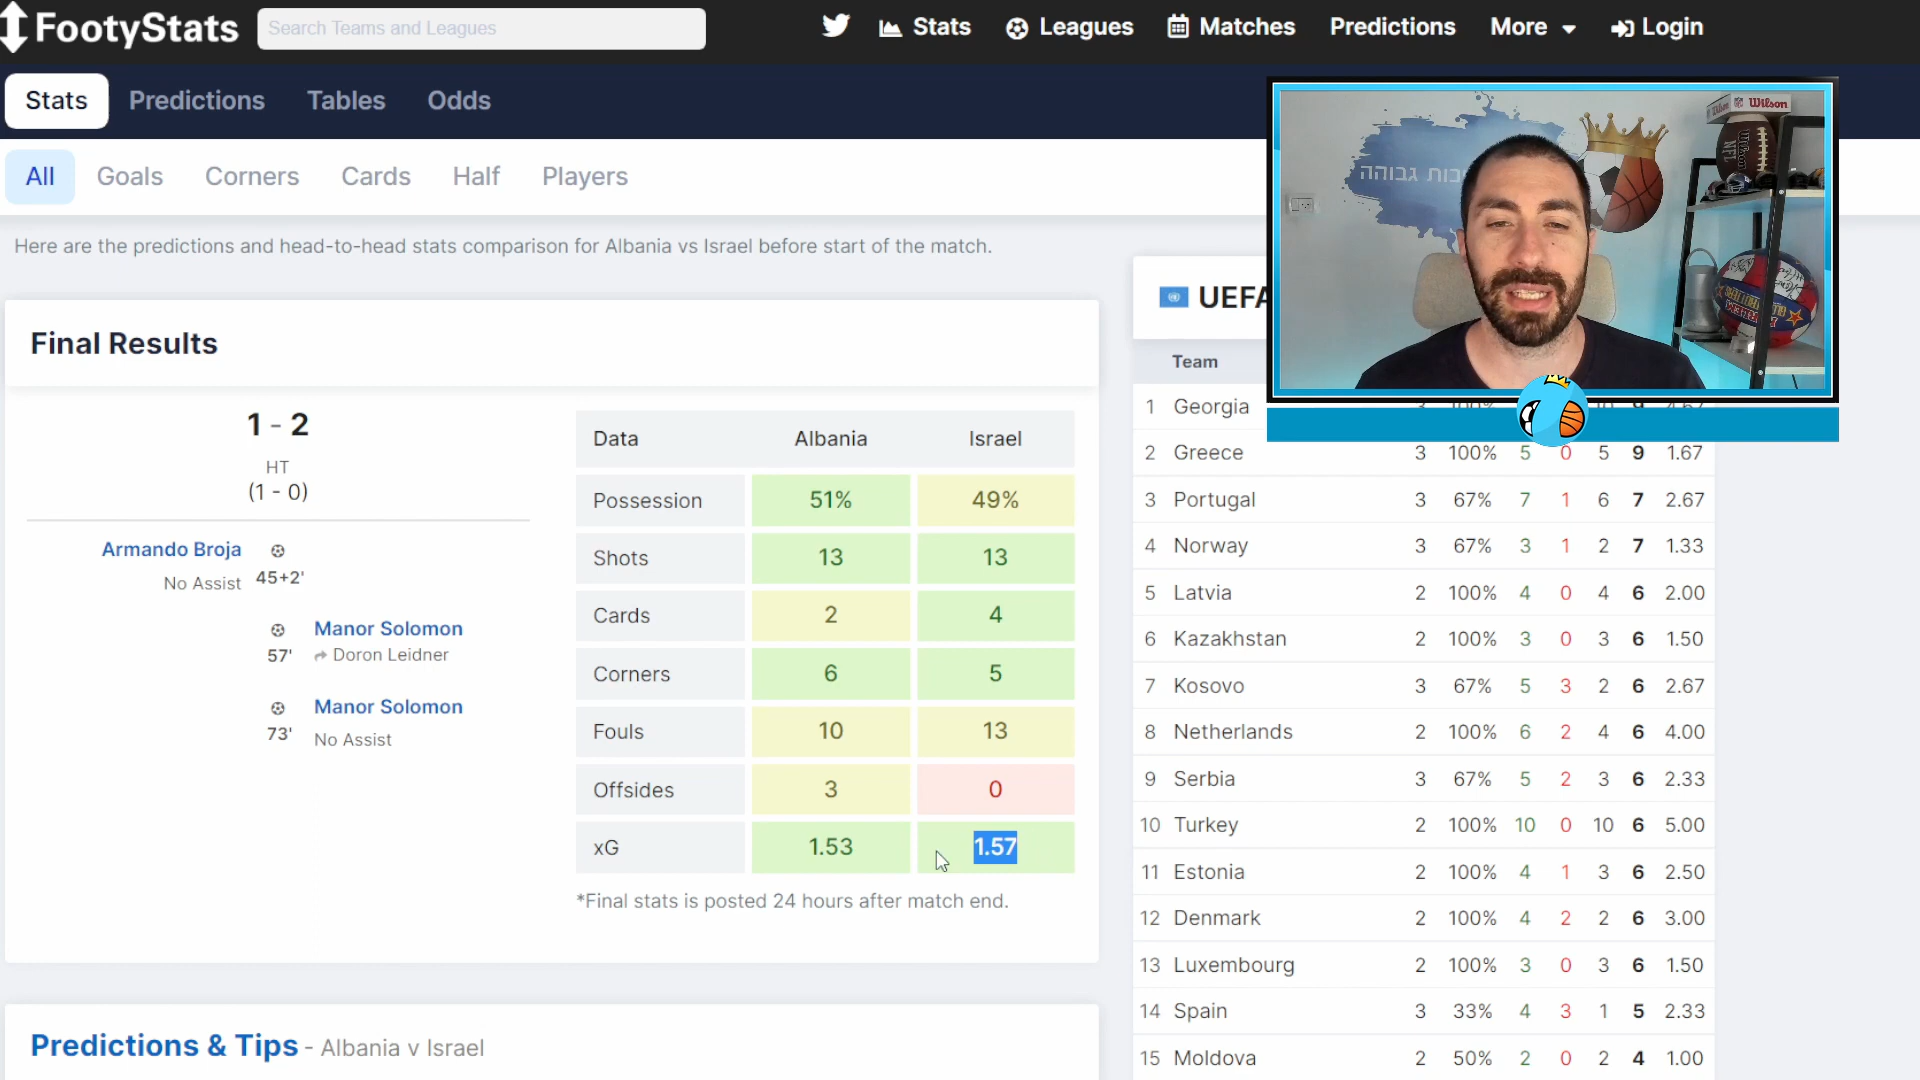 FootyStats
Search Teams and Leagues
Stats
Leagues
Matches
Predictions
More
Login
Stats
Predictions
Tables
Odds
All
Goals
Corners
Cards
Half
Players
Here are the predictions and head-to-head stats comparison for Albania vs Israel before start of the match.
Final Results
1 - 2
HT
(1 - 0)
Armando Broja
No Assist
45+2'
Manor Solomon
57'
Doron Leidner
Manor Solomon
73'
No Assist
Data Albania Israel
Possession 51% 49%
Shots 13 13
Cards 2 4
Corners 6 5
Fouls 10 13
Offsides 3 0
xG 1.53 1.57
*Final stats is posted 24 hours after match end.
Predictions & Tips - Albania v Israel
UEFA
Team
1 Georgia
2 Greece 3 100% 5 0 5 9 1.67
3 Portugal 3 67% 7 1 6 7 2.67
4 Norway 3 67% 3 1 2 7 1.33
5 Latvia 2 100% 4 0 4 6 2.00
6 Kazakhstan 2 100% 3 0 3 6 1.50
7 Kosovo 3 67% 5 3 2 6 2.67
8 Netherlands 2 100% 6 2 4 6 4.00
9 Serbia 3 67% 5 2 3 6 2.33
10 Turkey 2 100% 10 0 10 6 5.00
11 Estonia 2 100% 4 1 3 6 2.50
12 Denmark 2 100% 4 2 2 6 3.00
13 Luxembourg 2 100% 3 0 3 6 1.50
14 Spain 3 33% 4 3 1 5 2.33
15 Moldova 2 50% 2 0 2 4 1.00
גבוהה
Wilson
NFL